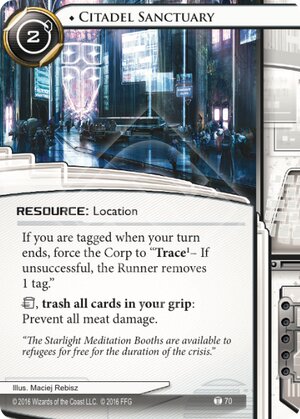 2
Citadel Sanctuary
RESOURCE: Location
If you are tagged when your turn
ends, force the Corp to “Trace¹– If
unsuccessful, the Runner removes
1 tag.”
, trash all cards in your grip:
Prevent all meat damage.
“The Starlight Meditation Booths are available to
refugees for free for the duration of the crisis.”
Illus. Maciej Rebisz
© 2016 Wizards of the Coast LLC. © 2016 FFG
70